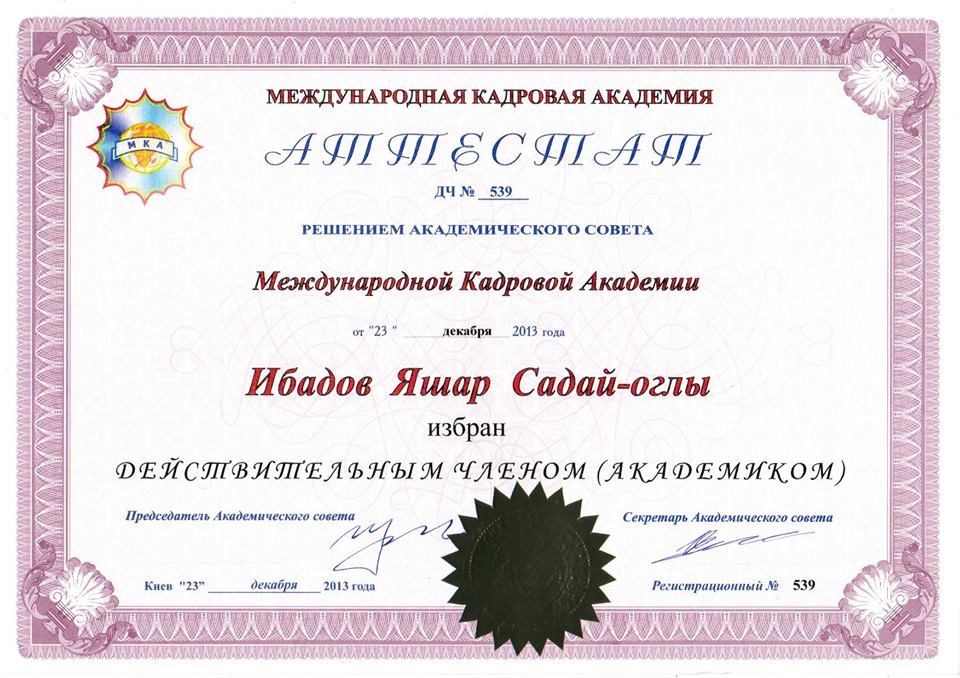 МЕЖДУНАРОДНАЯ КАДРОВАЯ АКАДЕМИЯ
МКА
АТТЕСТАТ
ДЧ № 539
РЕШЕНИЕМ АКАДЕМИЧЕСКОГО СОВЕТА
Международной Кадровой Академии
от "23 " декабря 2013 года
Ибадов Яшар Садай-оглы
избран
ДЕЙСТВИТЕЛЬНЫМ ЧЛЕНОМ (АКАДЕМИКОМ)
Председатель Академического совета
Секретарь Академического совета
Киев "23” декабря 2013 года
Регистрационный № 539